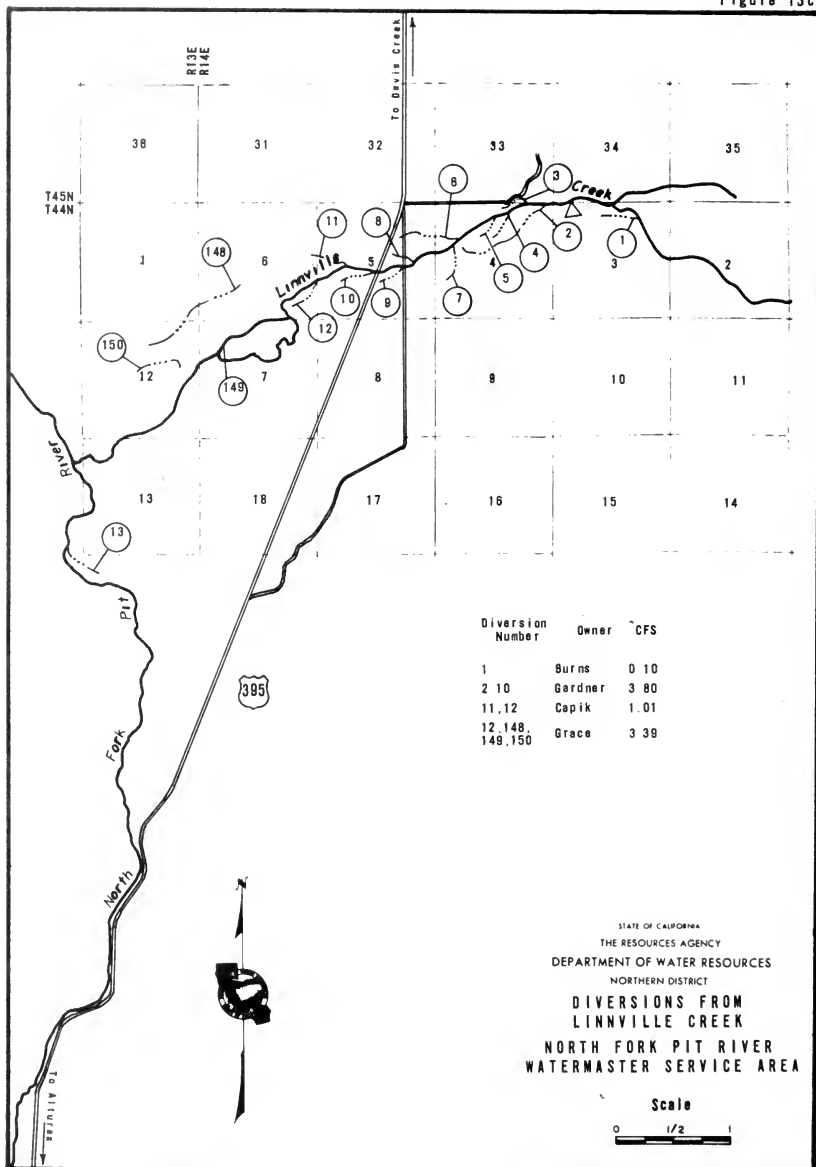 Figure 13c
R13E
R14E
To Davis Creek
T45N
T44N
38 31 32 33 34 35
1 6 5 4 3 2
12 7 8 9 10 11
13 18 17 16 15 14
Linnville Creek
148
11
8
6
3
150
149
12
10
9
7
5
4
2
1
13
North Fork Pit River
395
To Alturas
Diversion Number Owner CFS
1 Burns 0 10
2 10 Gardner 3 80
11,12 Capik 1.01
12,148,
149,150 Grace 3 39
N
STATE OF CALIFORNIA
THE RESOURCES AGENCY
DEPARTMENT OF WATER RESOURCES
NORTHERN DISTRICT
DIVERSIONS FROM
LINNVILLE CREEK
NORTH FORK PIT RIVER
WATERMASTER SERVICE AREA
Scale
0 1/2 1